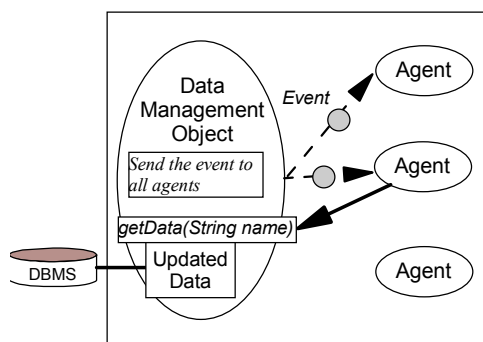 Data
Management
Object
Send the event to
all agents
getData(String name)
Updated
Data
DBMS
Event
Agent
Agent
Agent